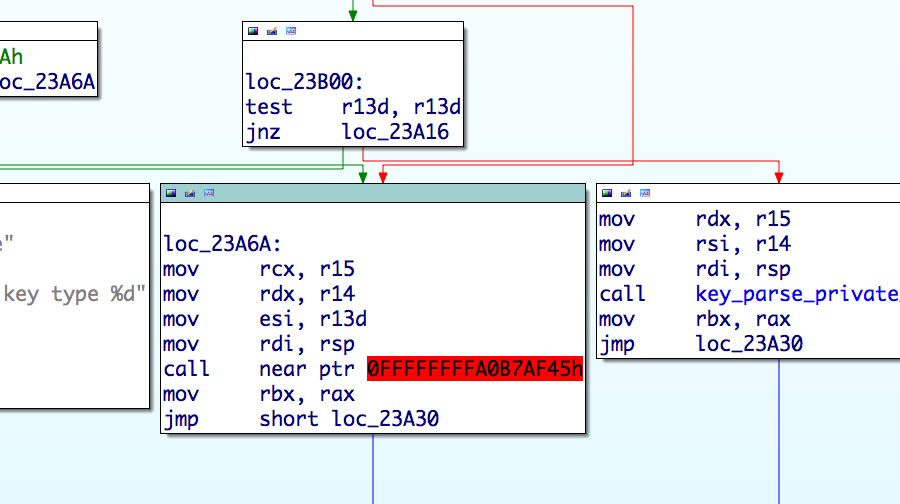 Ah
oc_23A6A
loc_23B00:
test r13d, r13d
jnz loc_23A16
e"
key type %d"
loc_23A6A:
mov rcx, r15
mov rdx, r14
mov esi, r13d
mov rdi, rsp
call near ptr 0FFFFFFFFA0B7AF45h
mov rbx, rax
jmp short loc_23A30
mov rdx, r15
mov rsi, r14
mov rdi, rsp
call key_parse_private_
mov rbx, rax
jmp loc_23A30